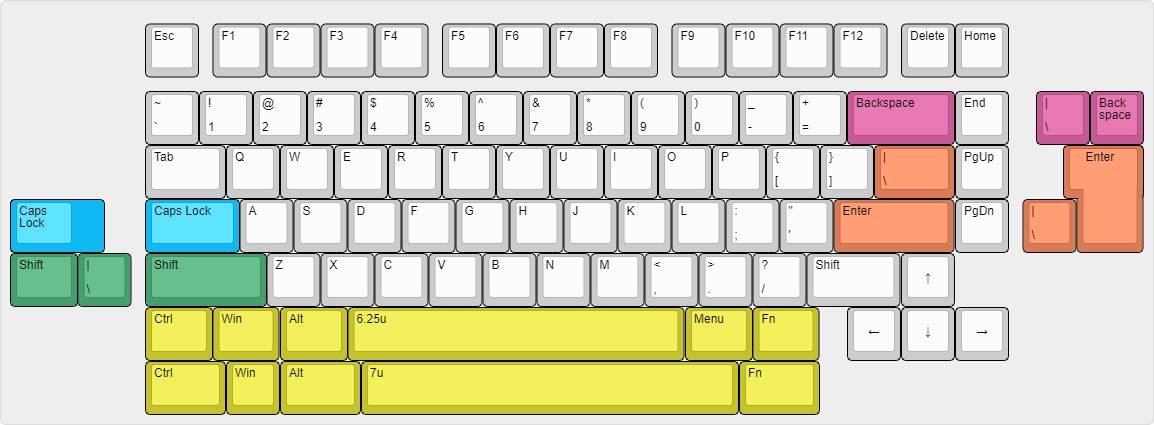 Esc F1 F2 F3 F4 F5 F6 F7 F8 F9 F10 F11 F12 Delete Home
~ ! @ # $ % ^ & * ( ) _ + Backspace End | Back
space
` 1 2 3 4 5 6 7 8 9 0 - = \
Tab Q W E R T Y U I O P { } | PgUp Enter
[ ] \
Caps
Lock
Caps Lock A S D F G H J K L : " Enter PgDn |
; ' \
Shift | Shift Z X C V B N M < > ? Shift ↑
\ , . /
Ctrl Win Alt 6.25u Menu Fn ← ↓ →
Ctrl Win Alt 7u Fn